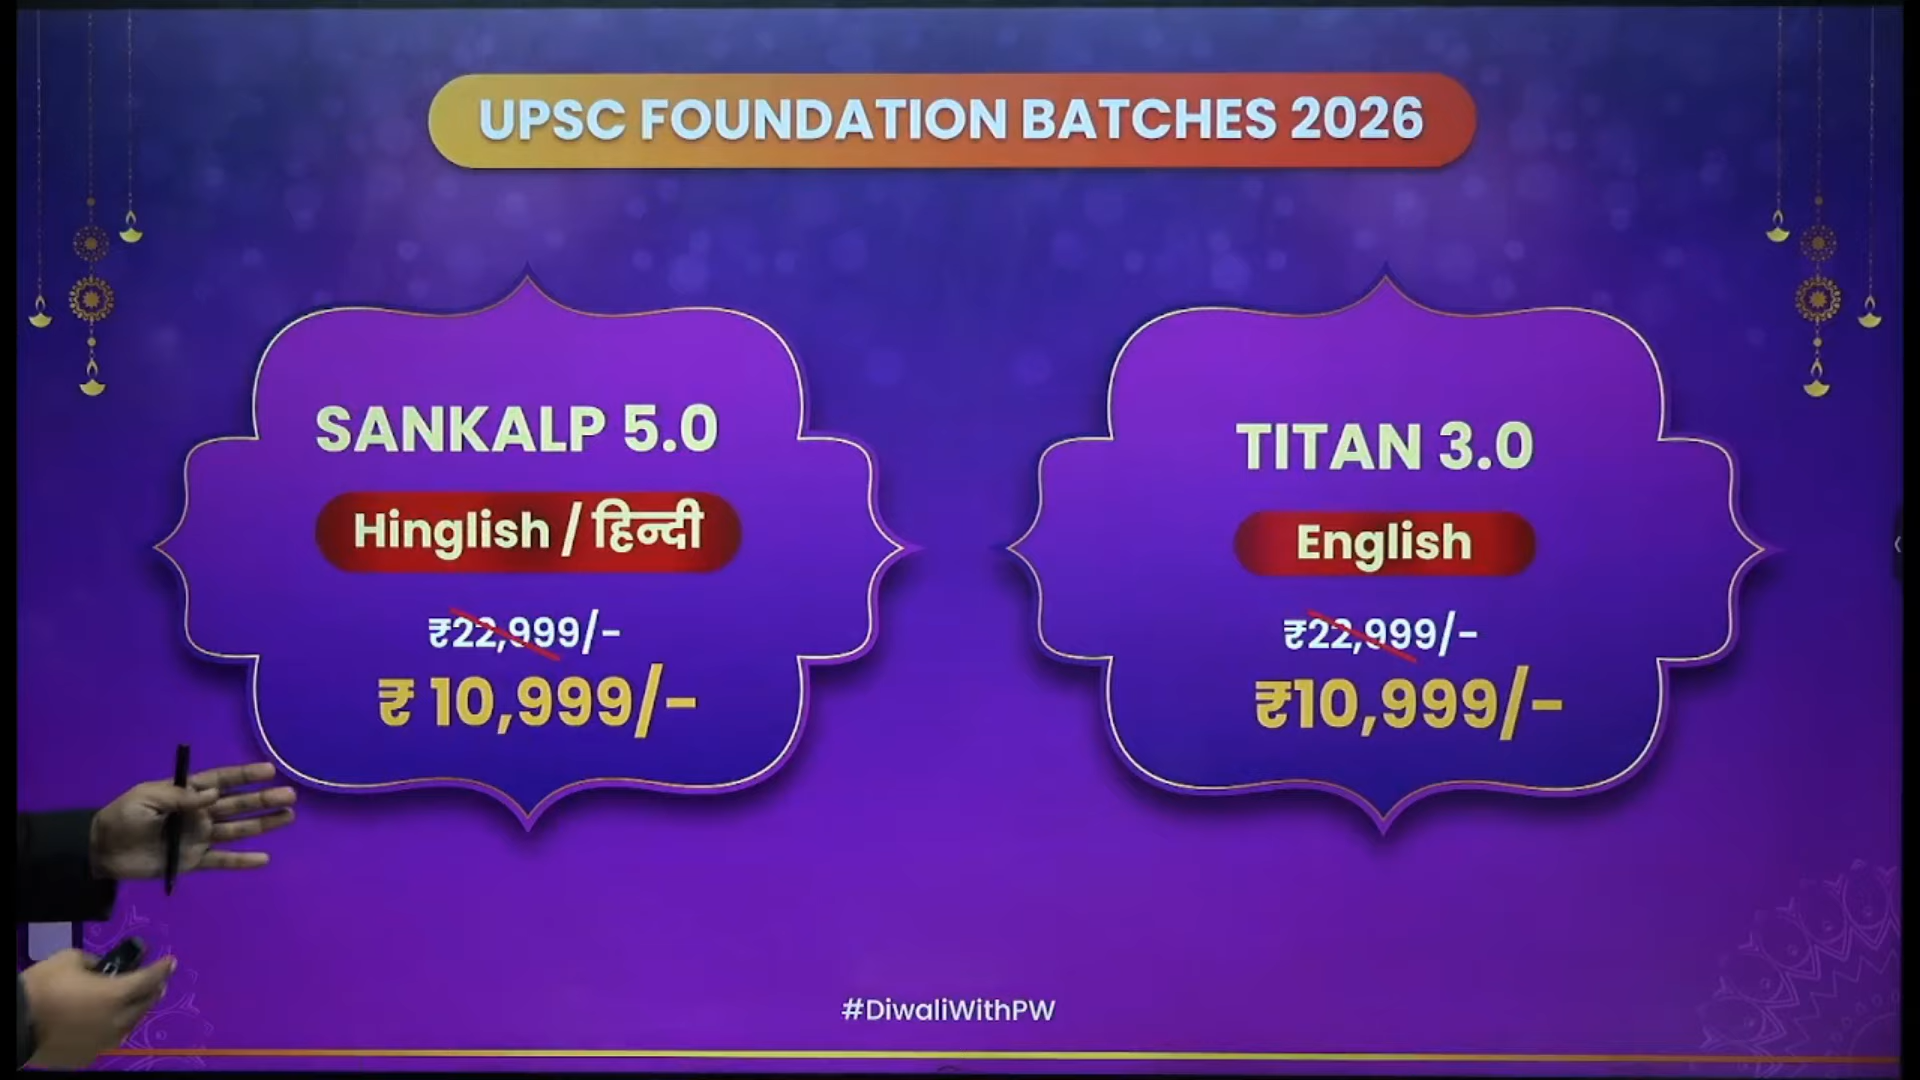 UPSC FOUNDATION BATCHES 2026
SANKALP 5.0
Hinglish / हिन्दी
₹22,999/-
₹ 10,999/-
TITAN 3.0
English
₹22,999/-
₹10,999/-
#DiwaliWithPW